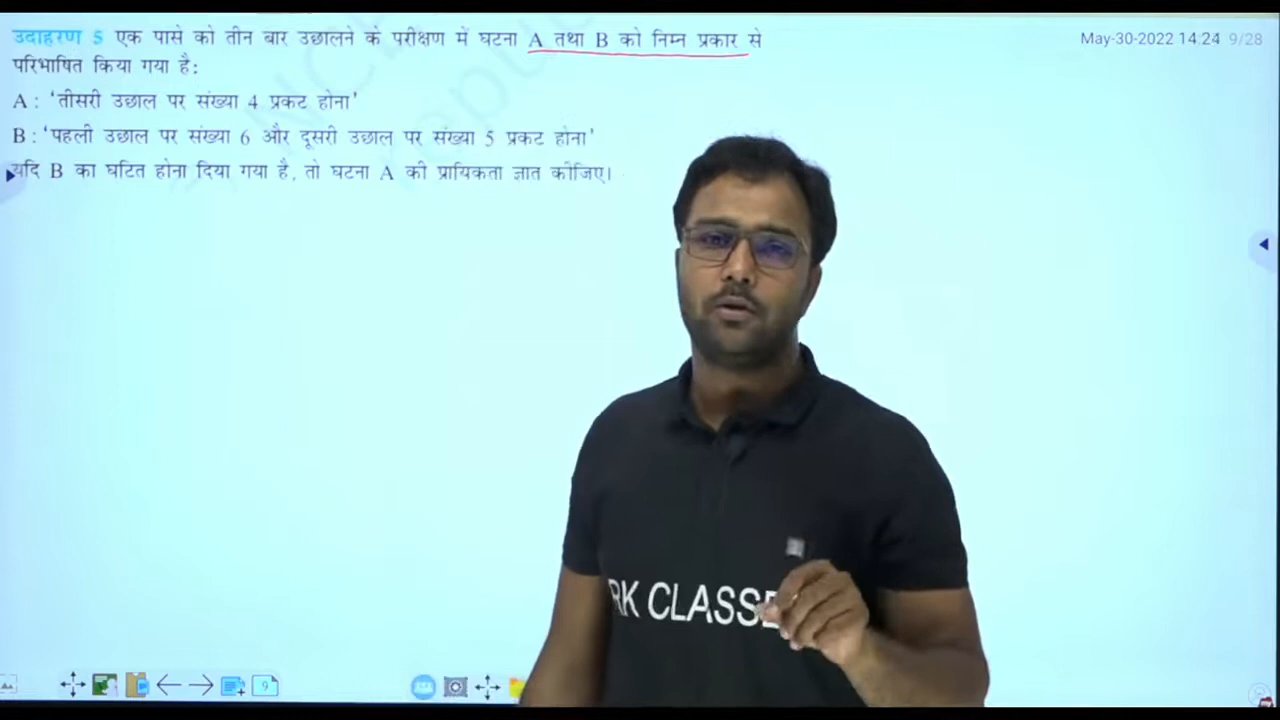 उदाहरण 5 एक पासे को तीन बार उछालने के परीक्षण में घटना A तथा B को निम्न प्रकार से
परिभाषित किया गया है:
A : 'तीसरी उछाल पर संख्या 4 प्रकट होना'
B : 'पहली उछाल पर संख्या 6 और दूसरी उछाल पर संख्या 5 प्रकट होना'
यदि B का घटित होना दिया गया है, तो घटना A की प्रायिकता ज्ञात कीजिए।
May-30-2022 14:24 9/28
RK CLASSE
9